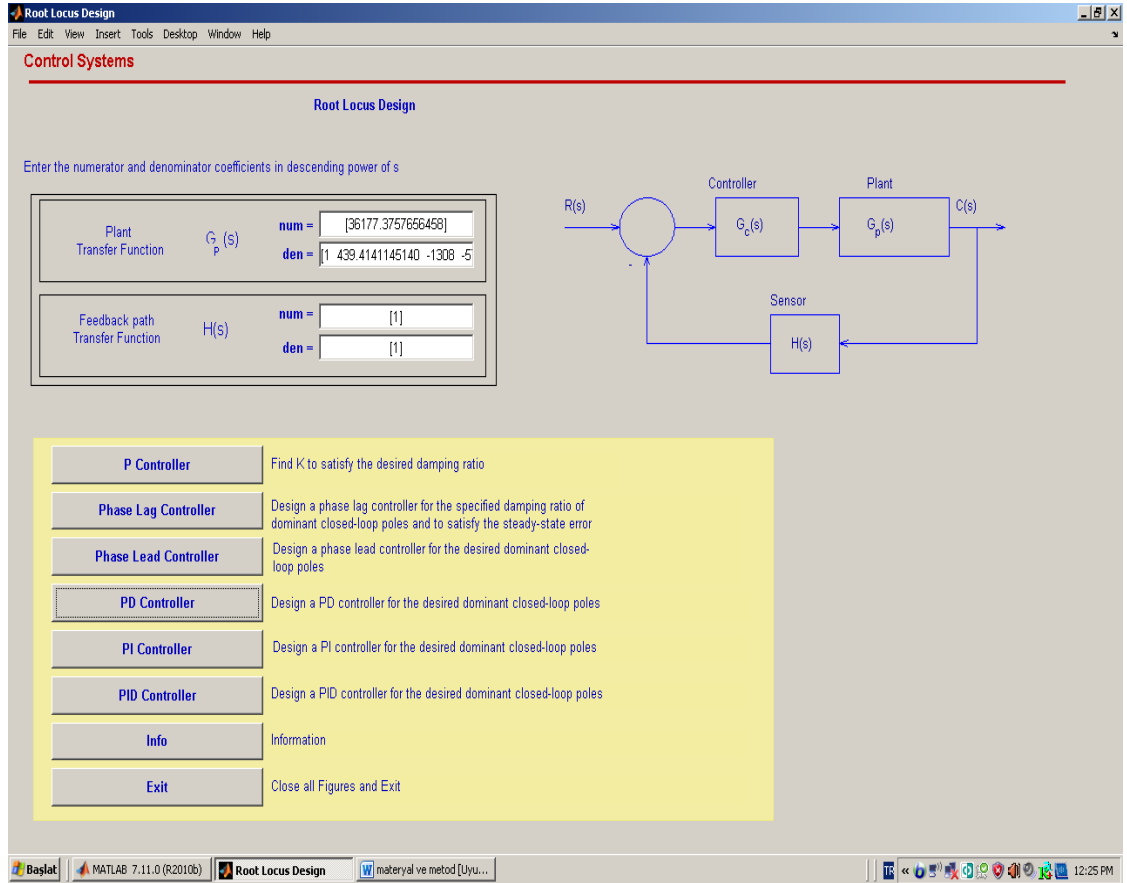 Root Locus Design
File Edit View Insert Tools Desktop Window Help
Control Systems
Root Locus Design
Enter the numerator and denominator coefficients in descending power of s
Plant
Transfer Function
G_p(s)
num = [36177.3757656458]
den = [1 439.4141145140 -1308 -5
Feedback path
Transfer Function
H(s)
num = [1]
den = [1]
R(s)
Controller
G_c(s)
Plant
G_p(s)
C(s)
-
Sensor
H(s)
P Controller Find K to satisfy the desired damping ratio
Phase Lag Controller Design a phase lag controller for the specified damping ratio of
dominant closed-loop poles and to satisfy the steady-state error
Phase Lead Controller Design a phase lead controller for the desired dominant closed-
loop poles
PD Controller Design a PD controller for the desired dominant closed-loop poles
PI Controller Design a PI controller for the desired dominant closed-loop poles
PID Controller Design a PID controller for the desired dominant closed-loop poles
Info Information
Exit Close all Figures and Exit
Başlat MATLAB 7.11.0 (R2010b) Root Locus Design materyal ve metod [Uyu... TR « 12:25 PM